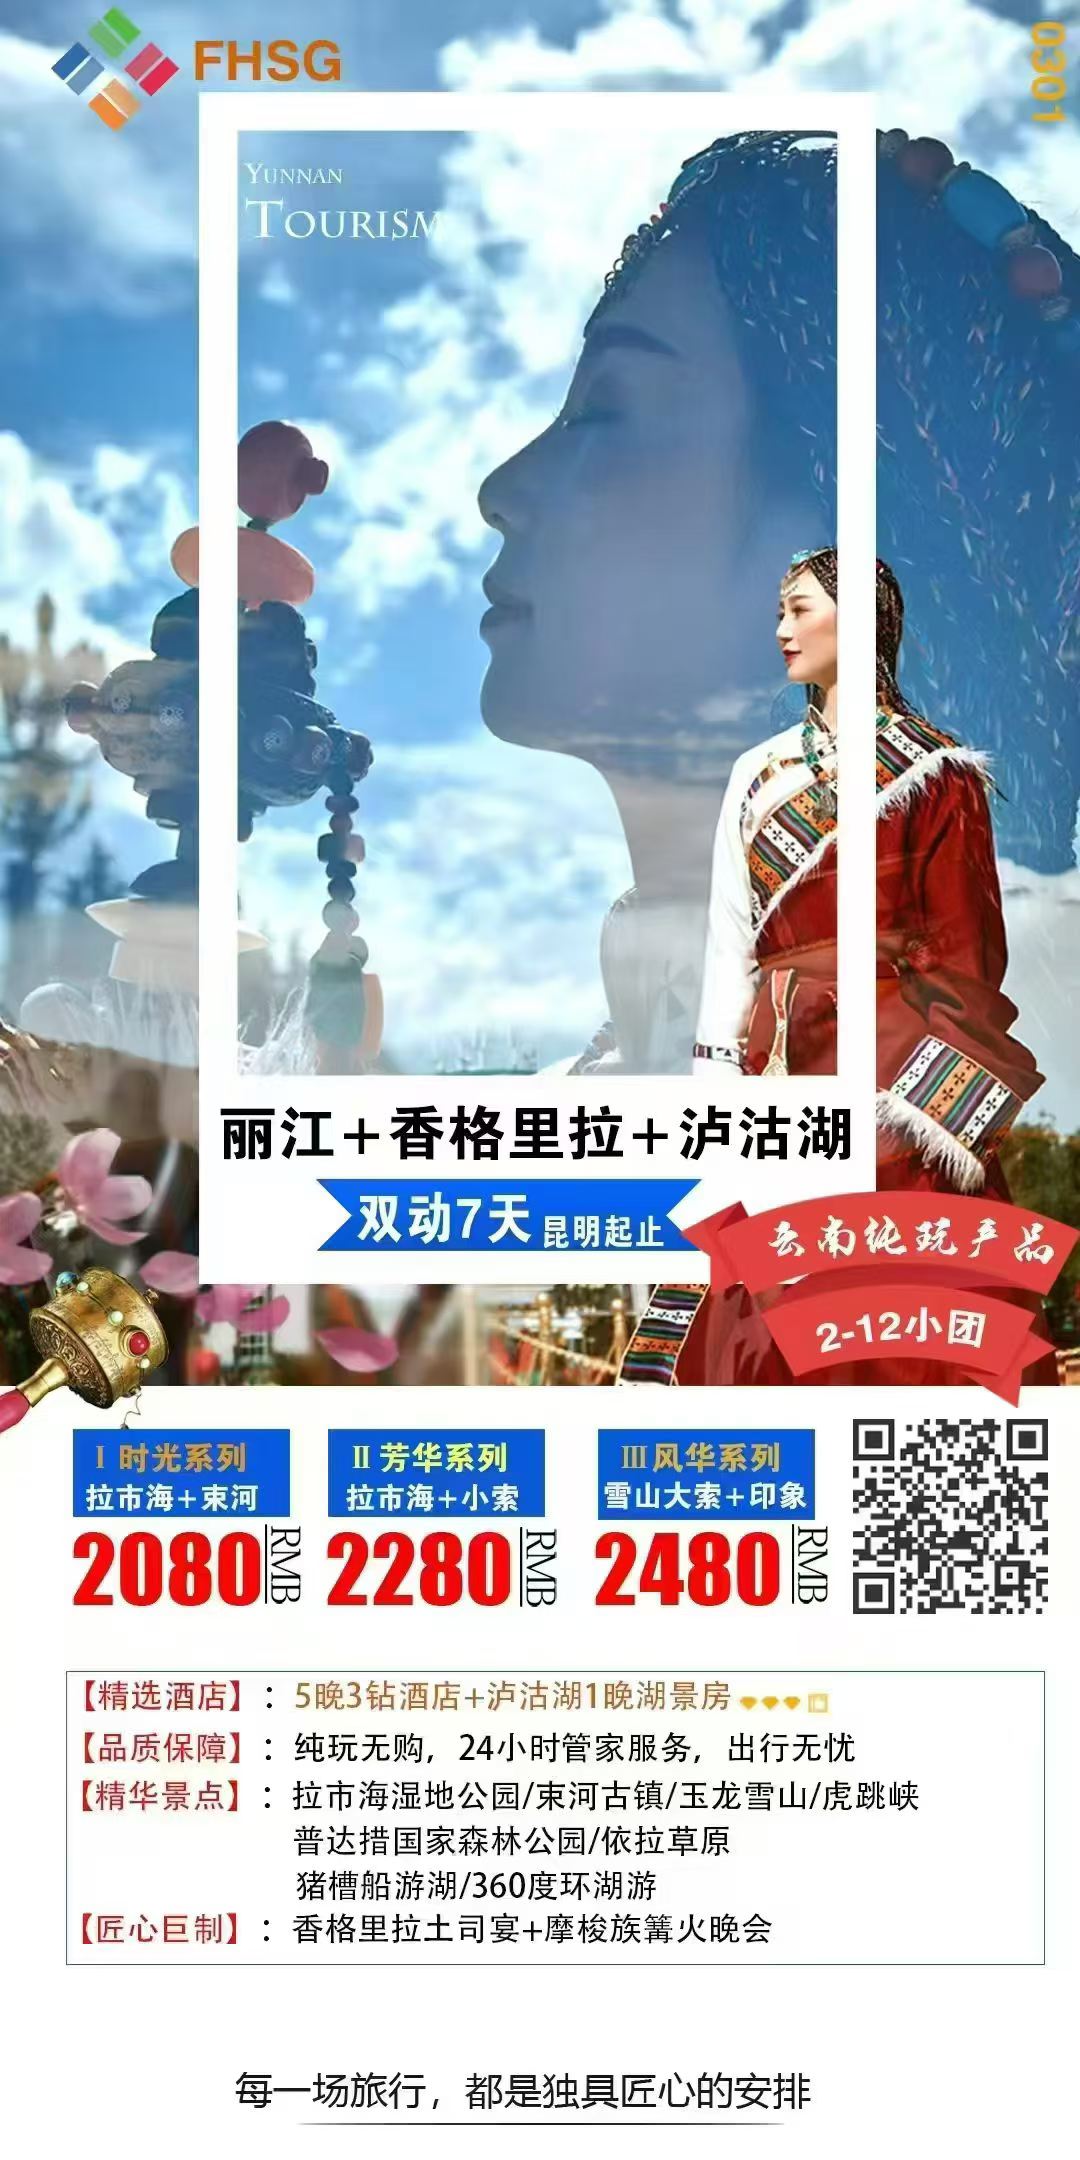 FHSG
0301
YUNNAN
TOURISM
丽江+香格里拉+泸沽湖
双动7天 昆明起止
云南纯玩产品
2-12小团
Ⅰ 时光系列
拉市海+束河
2080 RMB
Ⅱ 芳华系列
拉市海+小索
2280 RMB
Ⅲ风华系列
雪山大索+印象
2480 RMB
【精选酒店】：5晚3钻酒店+泸沽湖1晚湖景房
【品质保障】：纯玩无购，24小时管家服务，出行无忧
【精华景点】：拉市海湿地公园/束河古镇/玉龙雪山/虎跳峡
普达措国家森林公园/依拉草原
猪槽船游湖/360度环湖游
【匠心巨制】：香格里拉土司宴+摩梭族篝火晚会
每一场旅行，都是独具匠心的安排